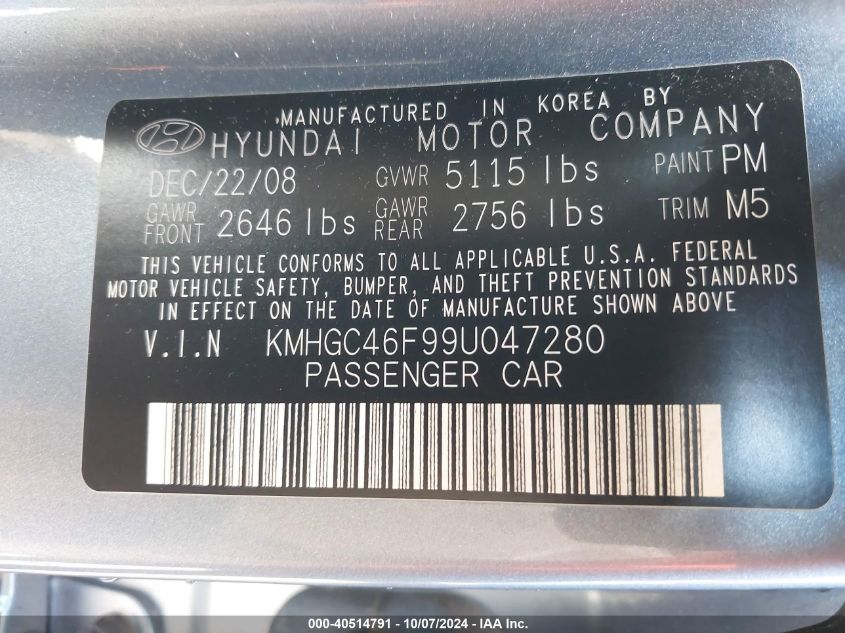 MANUFACTURED IN KOREA BY
HYUNDAI MOTOR COMPANY
DEC/22/08 GVWR 5115 lbs PAINT PM
GAWR FRONT 2646 lbs GAWR REAR 2756 lbs TRIM M5
THIS VEHICLE CONFORMS TO ALL APPLICABLE U.S.A. FEDERAL
MOTOR VEHICLE SAFETY, BUMPER, AND THEFT PREVENTION STANDARDS
IN EFFECT ON THE DATE OF MANUFACTURE SHOWN ABOVE
V.I.N KMHGC46F99U047280
PASSENGER CAR
000-40514791 - 10/07/2024 - IAA Inc.